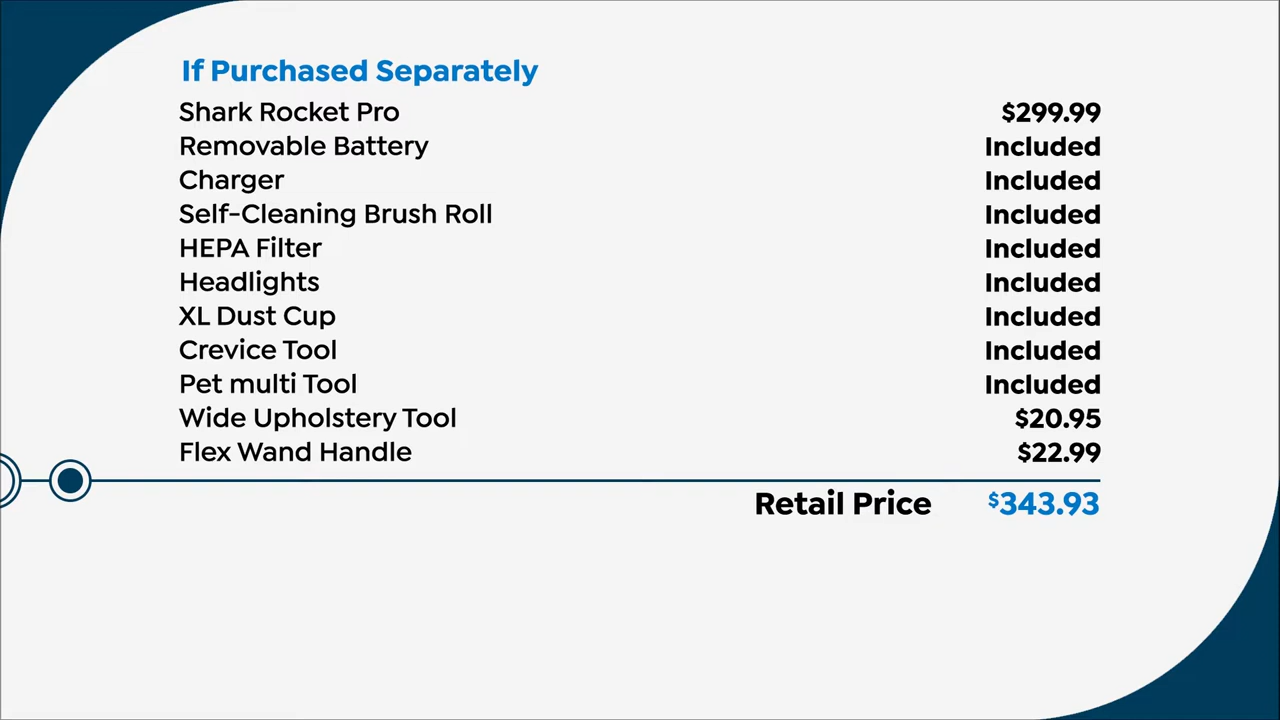 If Purchased Separately
Shark Rocket Pro $299.99
Removable Battery Included
Charger Included
Self-Cleaning Brush Roll Included
HEPA Filter Included
Headlights Included
XL Dust Cup Included
Crevice Tool Included
Pet multi Tool Included
Wide Upholstery Tool $20.95
Flex Wand Handle $22.99
Retail Price $343.93